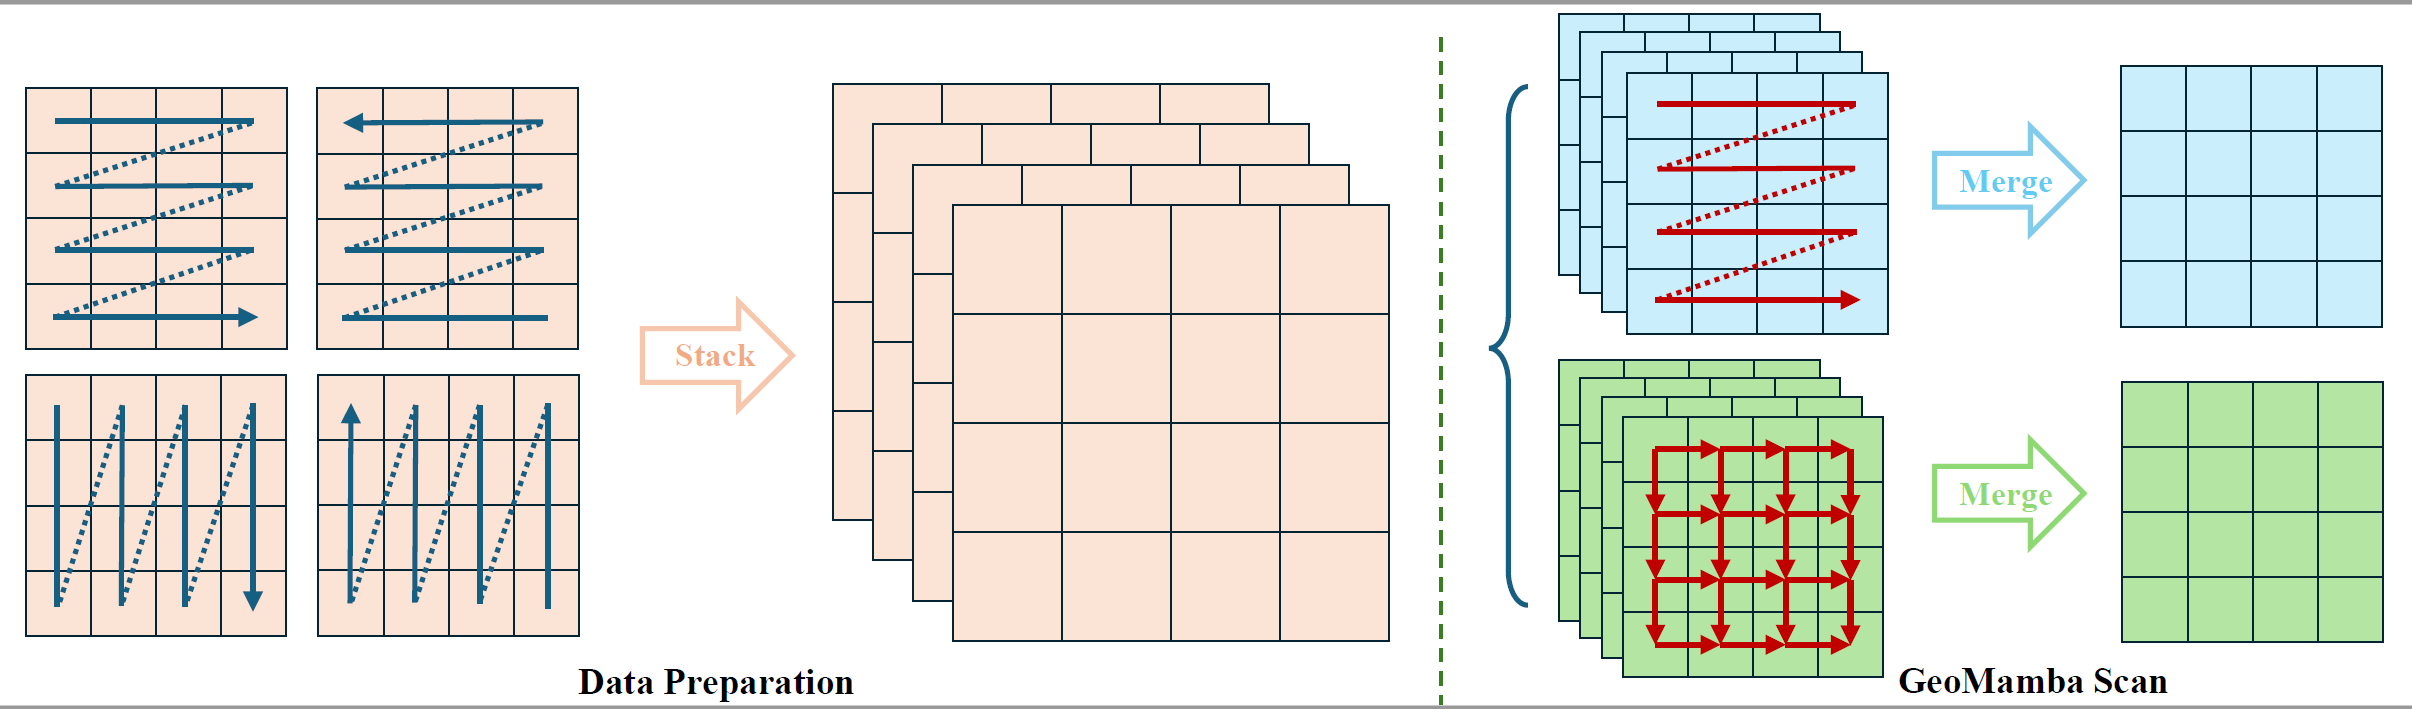 Stack
Data Preparation
Merge
Merge
GeoMamba Scan